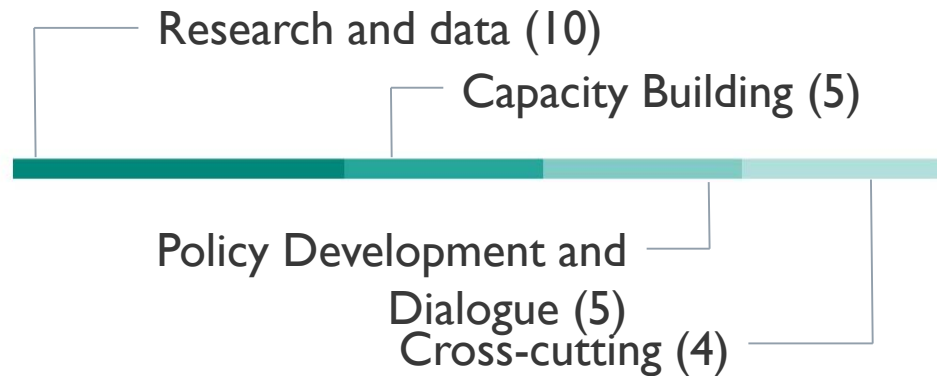 Research and data (10)
Capacity Building (5)
Policy Development and
Dialogue (5)
Cross-cutting (4)